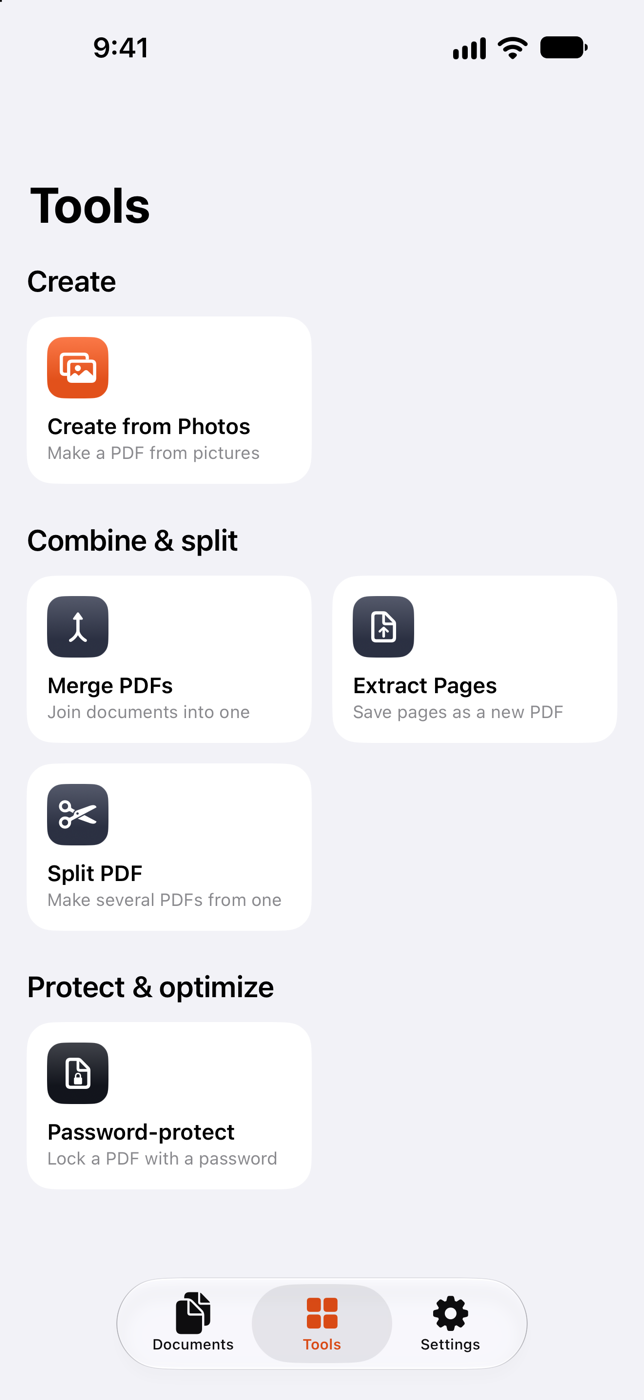 9:41
Tools
Create
Create from Photos
Make a PDF from pictures
Combine & split
Merge PDFs
Join documents into one
Extract Pages
Save pages as a new PDF
Split PDF
Make several PDFs from one
Protect & optimize
Password-protect
Lock a PDF with a password
Documents
Tools
Settings